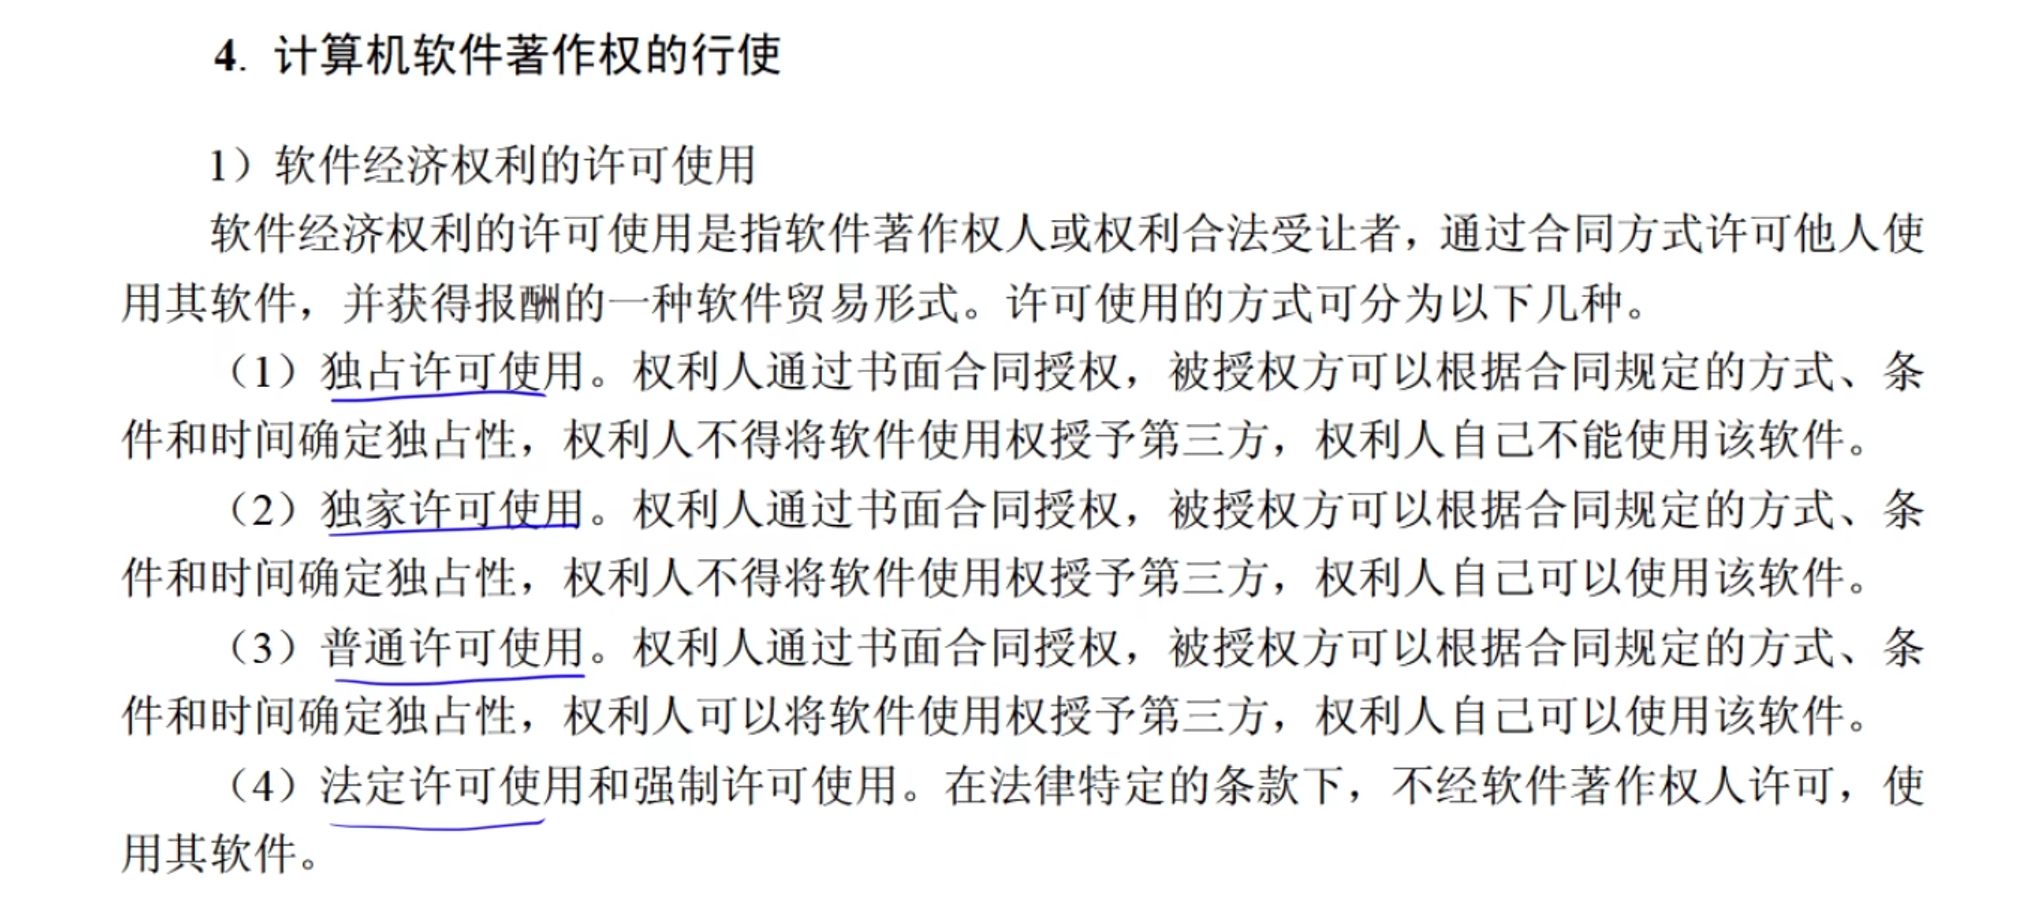 4. 计算机软件著作权的行使
1）软件经济权利的许可使用
软件经济权利的许可使用是指软件著作权人或权利合法受让者，通过合同方式许可他人使
用其软件，并获得报酬的一种软件贸易形式。许可使用的方式可分为以下几种。
（1）独占许可使用。权利人通过书面合同授权，被授权方可以根据合同规定的方式、条
件和时间确定独占性，权利人不得将软件使用权授予第三方，权利人自己不能使用该软件。
（2）独家许可使用。权利人通过书面合同授权，被授权方可以根据合同规定的方式、条
件和时间确定独占性，权利人不得将软件使用权授予第三方，权利人自己可以使用该软件。
（3）普通许可使用。权利人通过书面合同授权，被授权方可以根据合同规定的方式、条
件和时间确定独占性，权利人可以将软件使用权授予第三方，权利人自己可以使用该软件。
（4）法定许可使用和强制许可使用。在法律特定的条款下，不经软件著作权人许可，使
用其软件。